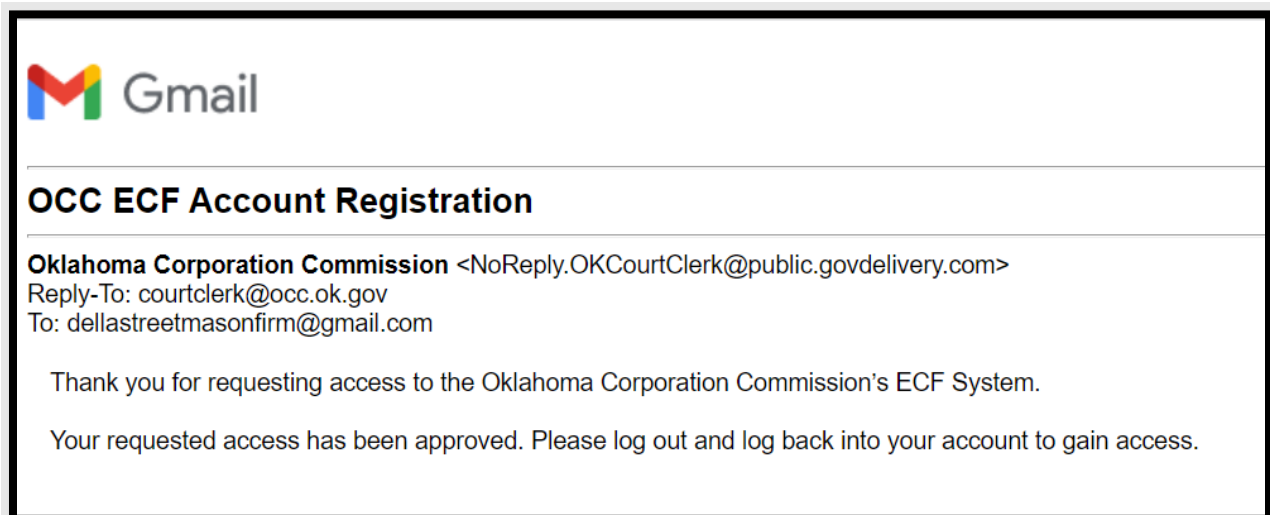 Gmail
OCC ECF Account Registration
Oklahoma Corporation Commission <NoReply.OKCourtClerk@public.govdelivery.com>
Reply-To: courtclerk@occ.ok.gov
To: dellastreetmasonfirm@gmail.com
Thank you for requesting access to the Oklahoma Corporation Commission’s ECF System.
Your requested access has been approved. Please log out and log back into your account to gain access.